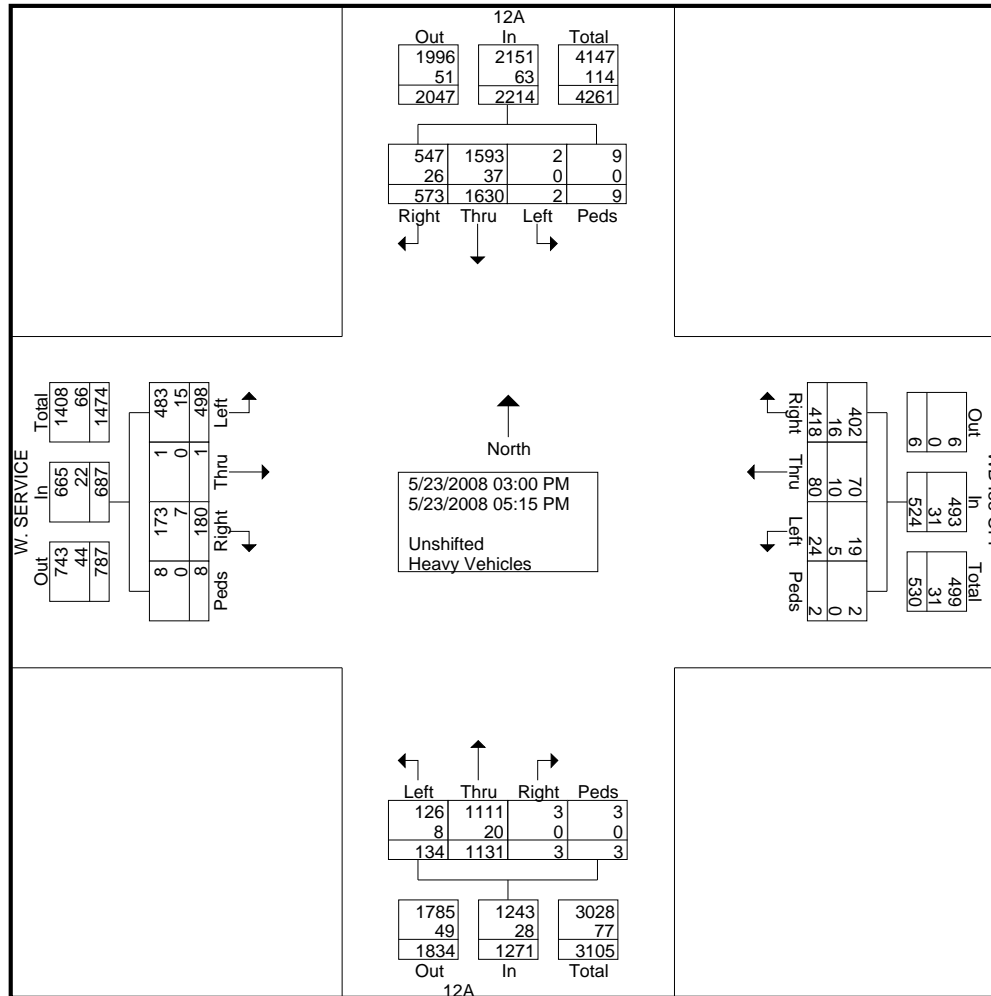 12A
Out In Total
1996 2151 4147
51 63 114
2047 2214 4261
547 1593 2 9
26 37 0 0
573 1630 2 9
Right Thru Left Peds
W. SERVICE
Total In Out
1408 665 743
66 22 44
1474 687 787
483 1 173 8
15 0 7 0
498 1 180 8
Left Thru Right Peds
North
5/23/2008 03:00 PM
5/23/2008 05:15 PM
Unshifted
Heavy Vehicles
Out In Total
6 493 499
0 31 31
6 524 530
402 70 19 2
16 10 5 0
418 80 24 2
Right Thru Left Peds
Left Thru Right Peds
126 1111 3 3
8 20 0 0
134 1131 3 3
1785 1243 3028
49 28 77
1834 1271 3105
Out In Total
12A